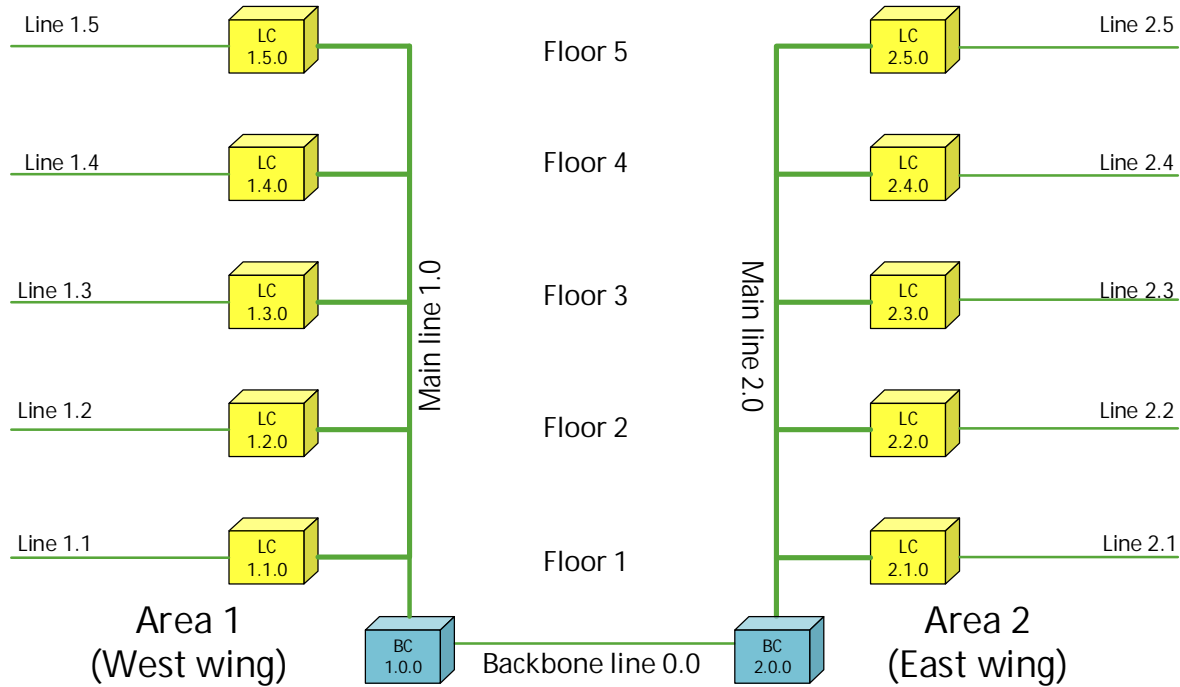 Line 1.5
LC
1.5.0
Floor 5
LC
2.5.0
Line 2.5
Line 1.4
LC
1.4.0
Floor 4
LC
2.4.0
Line 2.4
Line 1.3
LC
1.3.0
Main line 1.0
Floor 3
Main line 2.0
LC
2.3.0
Line 2.3
Line 1.2
LC
1.2.0
Floor 2
LC
2.2.0
Line 2.2
Line 1.1
LC
1.1.0
Floor 1
LC
2.1.0
Line 2.1
Area 1
(West wing)
BC
1.0.0
Backbone line 0.0
BC
2.0.0
Area 2
(East wing)